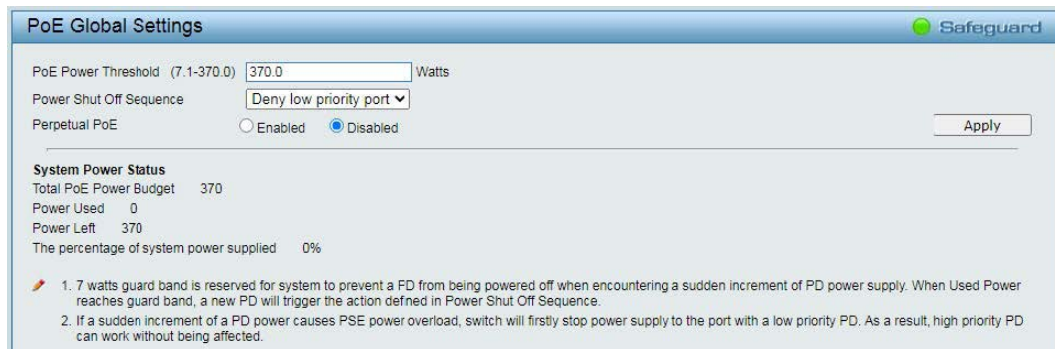 PoE Global Settings
Safeguard
PoE Power Threshold (7.1-370.0) 370.0 Watts
Power Shut Off Sequence Deny low priority port
Perpetual PoE Enabled Disabled
Apply
System Power Status
Total PoE Power Budget 370
Power Used 0
Power Left 370
The percentage of system power supplied 0%
1. 7 watts guard band is reserved for system to prevent a FD from being powered off when encountering a sudden increment of PD power supply. When Used Power
reaches guard band, a new PD will trigger the action defined in Power Shut Off Sequence.
2. If a sudden increment of a PD power causes PSE power overload, switch will firstly stop power supply to the port with a low priority PD. As a result, high priority PD
can work without being affected.